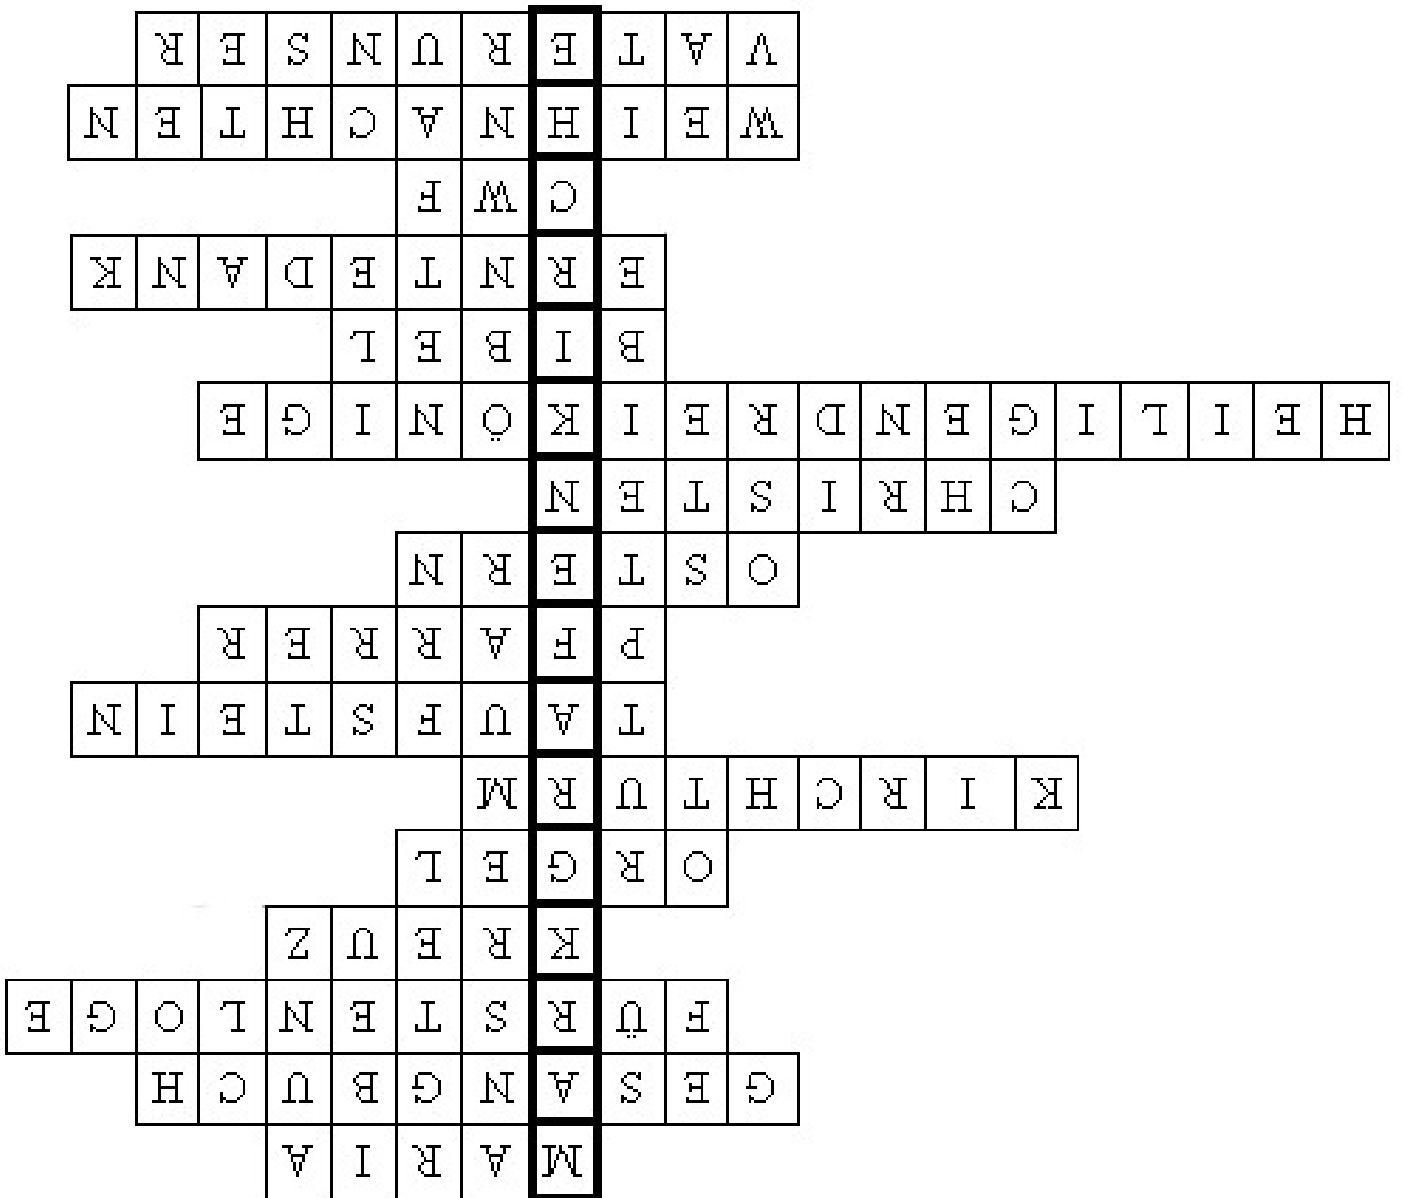 MARIA
GESANGBUCH
FÜRSTENLOGE
KREUZ
ORGEL
KIRCHTURM
TAUFSTEIN
PFARRER
OSTERN
CHRISTEN
HEILIGENDREIKÖNIGE
BIBEL
ERNTEDANK
CWF
WEIHNACHTEN
VATERUNSER